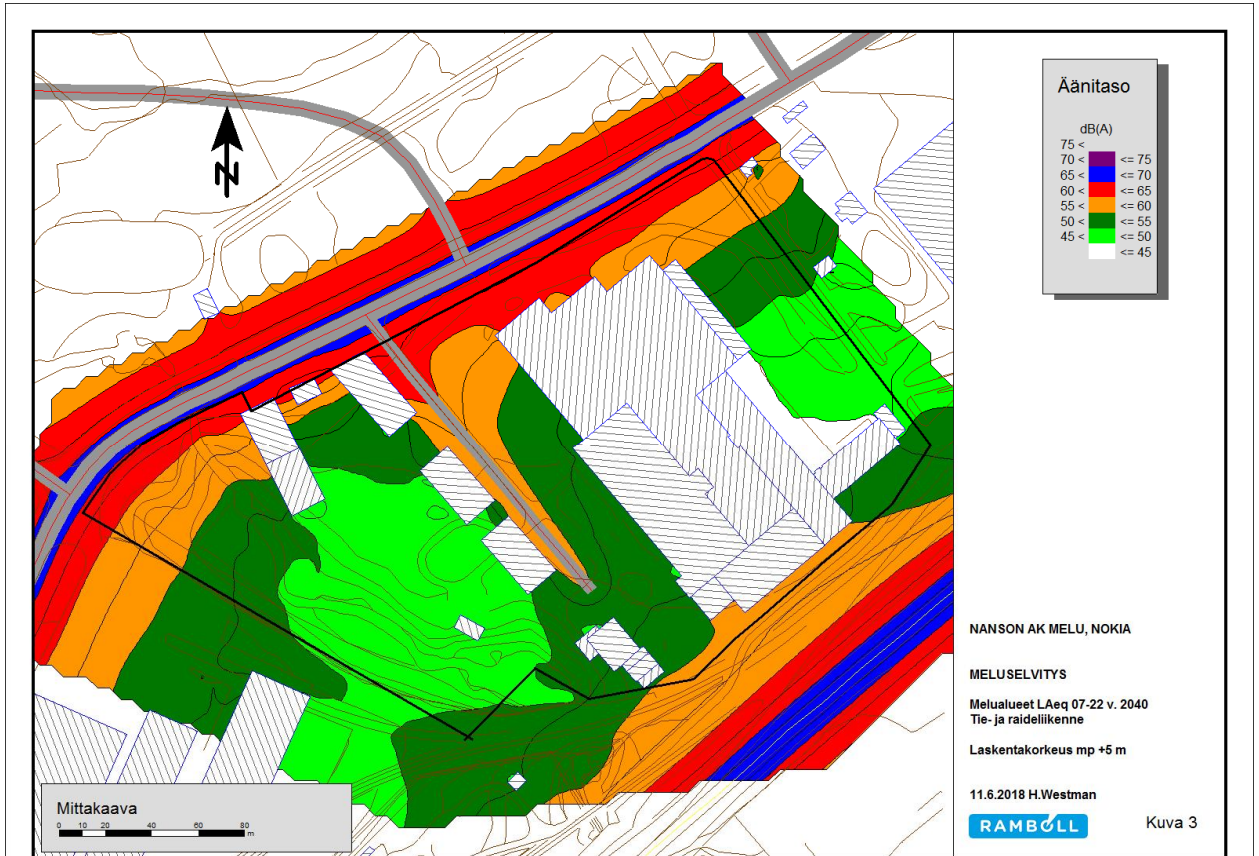 Äänitaso
dB(A)
75 <
70 < <= 75
65 < <= 70
60 < <= 65
55 < <= 60
50 < <= 55
45 < <= 50
<= 45
N
NANSON AK MELU, NOKIA
MELUSELVITYS
Melualueet LAeq 07-22 v. 2040
Tie- ja raideliikenne
Laskentakorkeus mp +5 m
11.6.2018 H.Westman
RAMBOLL
Kuva 3
Mittakaava
0 10 20 40 60 80
m